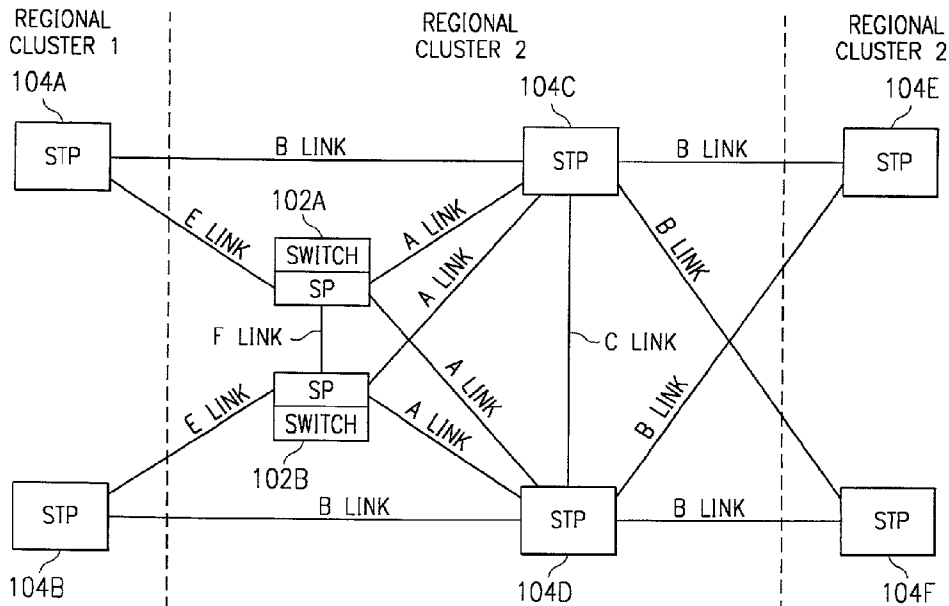 REGIONAL
CLUSTER 1
REGIONAL
CLUSTER 2
REGIONAL
CLUSTER 2
104A
104C
104E
STP
B LINK
STP
B LINK
STP
E LINK
102A
SWITCH
SP
A LINK
A LINK
B LINK
F LINK
C LINK
SP
SWITCH
102B
E LINK
A LINK
A LINK
B LINK
STP
B LINK
STP
B LINK
STP
104B
104D
104F